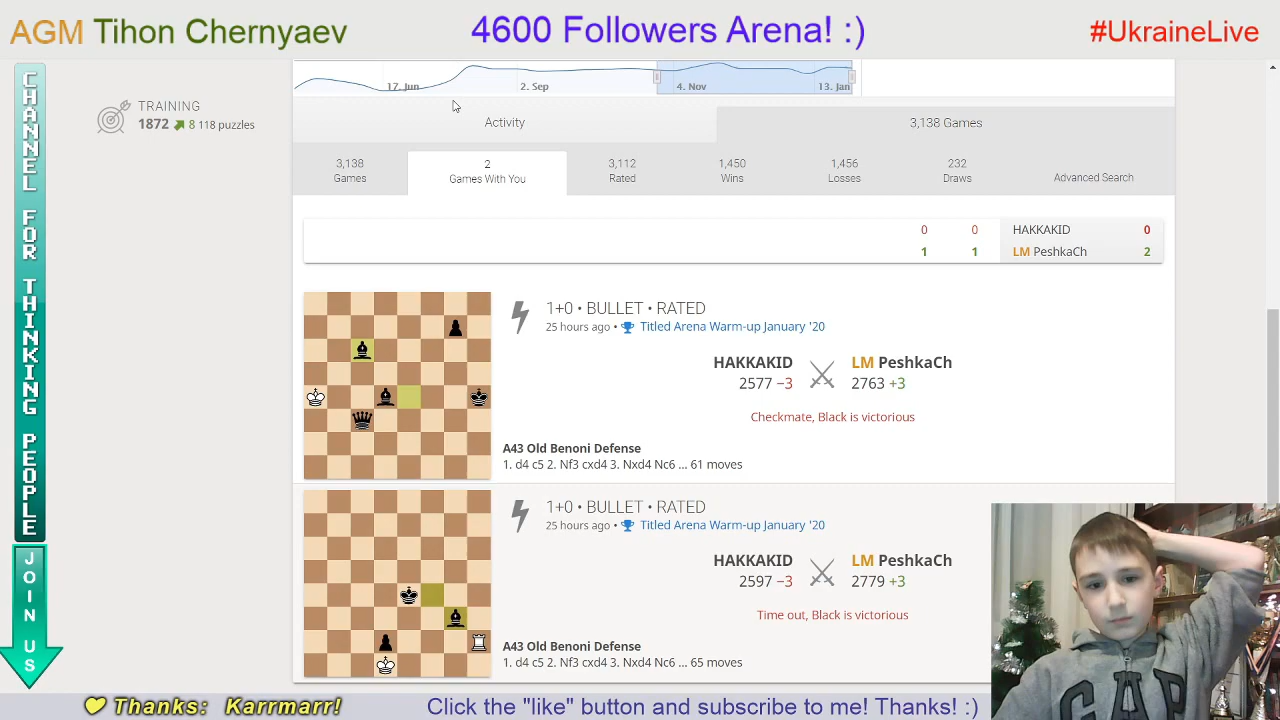 AGM Tihon Chernyaev
4600 Followers Arena! :)
#UkraineLive
CHANNEL FOR THINKING PEOPLE
JOIN US
TRAINING
1872 8 118 puzzles
17. Jun
2. Sep
4. Nov
13. Jan
Activity
3,138 Games
3,138
Games
2
Games With You
3,112
Rated
1,450
Wins
1,456
Losses
232
Draws
Advanced Search
0 0 HAKKAKID 0
1 1 LM PeshkaCh 2
1+0 • BULLET • RATED
25 hours ago • Titled Arena Warm-up January '20
HAKKAKID LM PeshkaCh
2577 −3 2763 +3
Checkmate, Black is victorious
A43 Old Benoni Defense
1. d4 c5 2. Nf3 cxd4 3. Nxd4 Nc6 ... 61 moves
1+0 • BULLET • RATED
25 hours ago • Titled Arena Warm-up January '20
HAKKAKID LM PeshkaCh
2597 −3 2779 +3
Time out, Black is victorious
A43 Old Benoni Defense
1. d4 c5 2. Nf3 cxd4 3. Nxd4 Nc6 ... 65 moves
GAP
Thanks: Karrmarr!
Click the "like" button and subscribe to me! Thanks! :)